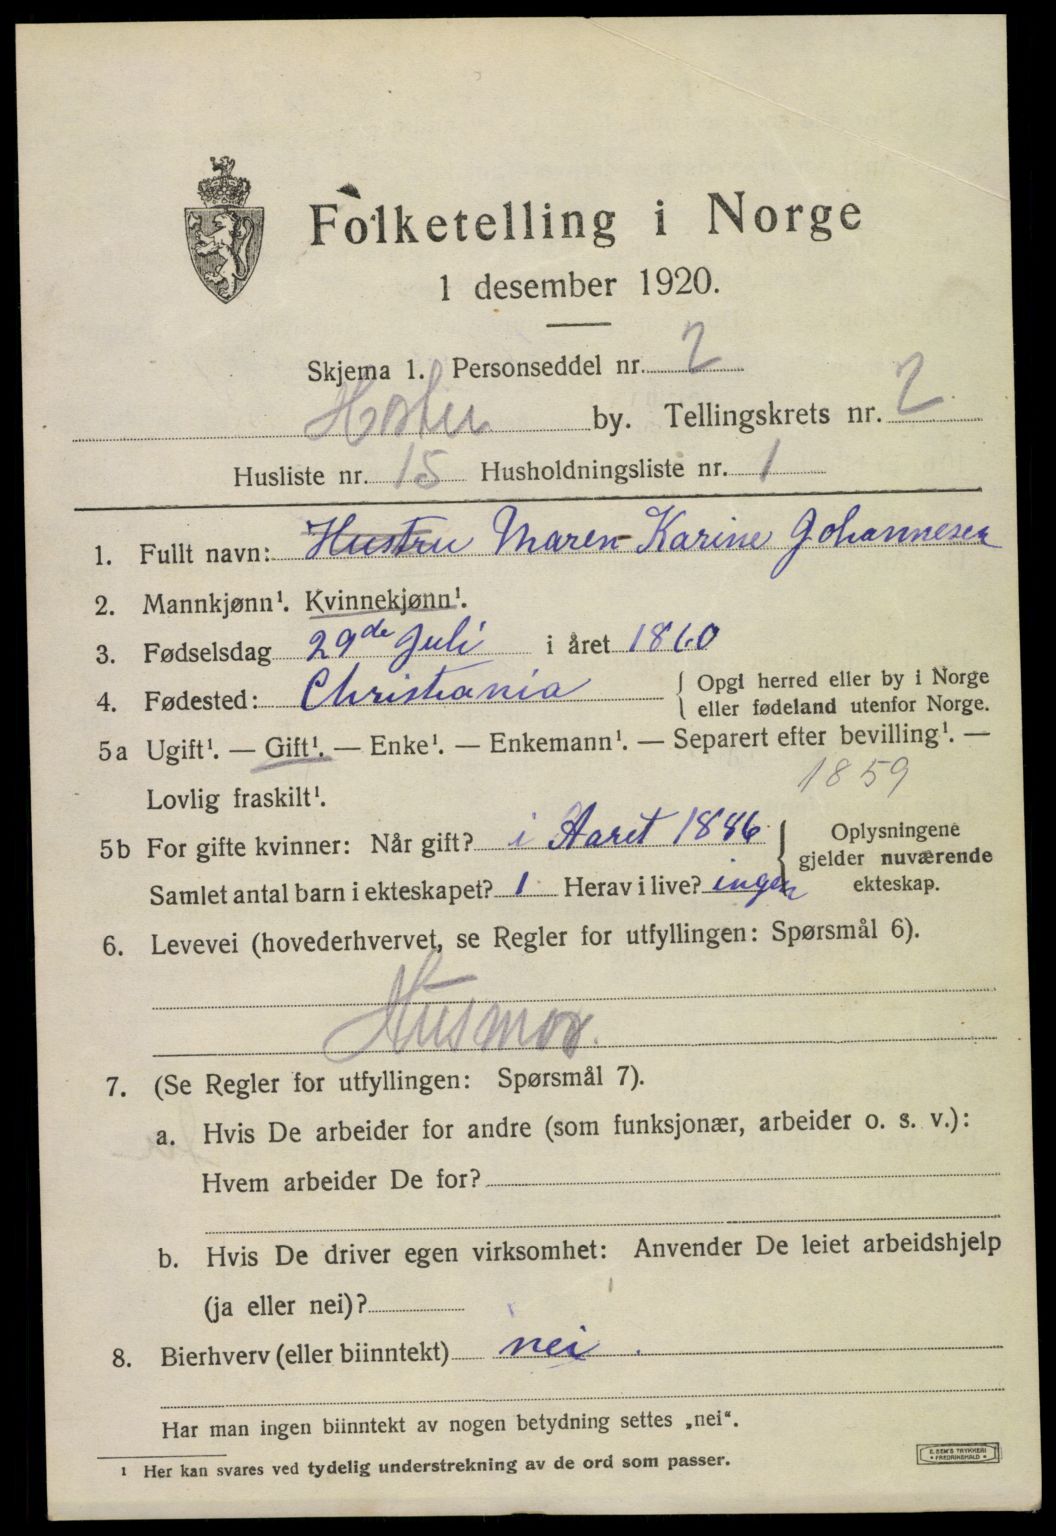 Folketelling i Norge
1 desember 1920.
Skjema 1. Personseddel nr. 2
by. Tellingskrets nr. 2
Husliste nr. 15 Husholdningsliste nr. 1
1. Fullt navn: Hustru Maren Karine Johannesen
2. Mannkjønn¹. Kvinnekjønn¹.
3. Fødselsdag 29de Juli i året 1860
4. Fødested: Christiania { Opgi herred eller by i Norge
eller fødeland utenfor Norge.
5a Ugift¹. — Gift¹. — Enke¹. — Enkemann¹. — Separert efter bevilling¹. —
Lovlig fraskilt¹. 1859
5b For gifte kvinner: Når gift? i Aaret 1886 } Oplysningene
gjelder nuværende
Samlet antal barn i ekteskapet? 1 Herav i live? ingen ekteskap.
6. Levevei (hovederhvervet, se Regler for utfyllingen: Spørsmål 6).
Husmor.
7. (Se Regler for utfyllingen: Spørsmål 7).
a. Hvis De arbeider for andre (som funksjonær, arbeider o. s. v.):
Hvem arbeider De for?
b. Hvis De driver egen virksomhet: Anvender De leiet arbeidshjelp
(ja eller nei)?
8. Bierhverv (eller biinntekt) nei.
Har man ingen biinntekt av nogen betydning settes „nei“.
¹ Her kan svares ved tydelig understrekning av de ord som passer.
E. SEM'S TRYKKERI
• FREDRIKSHALD •